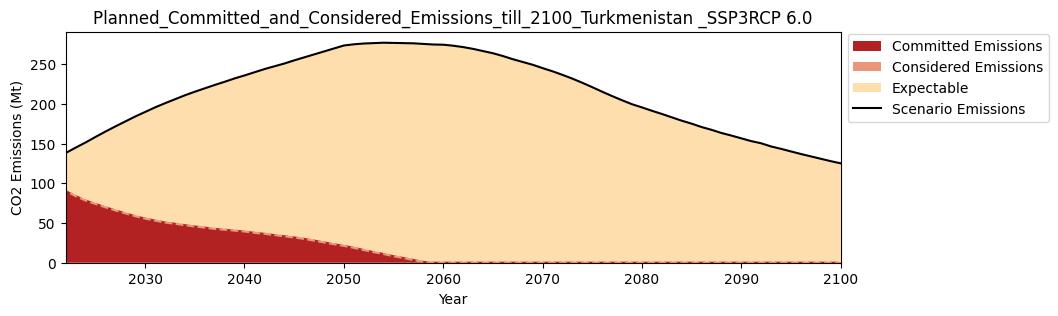 Planned_Committed_and_Considered_Emissions_till_2100_Turkmenistan _SSP3RCP 6.0
CO2 Emissions (Mt)
250
200
150
100
50
0
2030 2040 2050 2060 2070 2080 2090 2100
Year
Committed Emissions
Considered Emissions
Expectable
Scenario Emissions